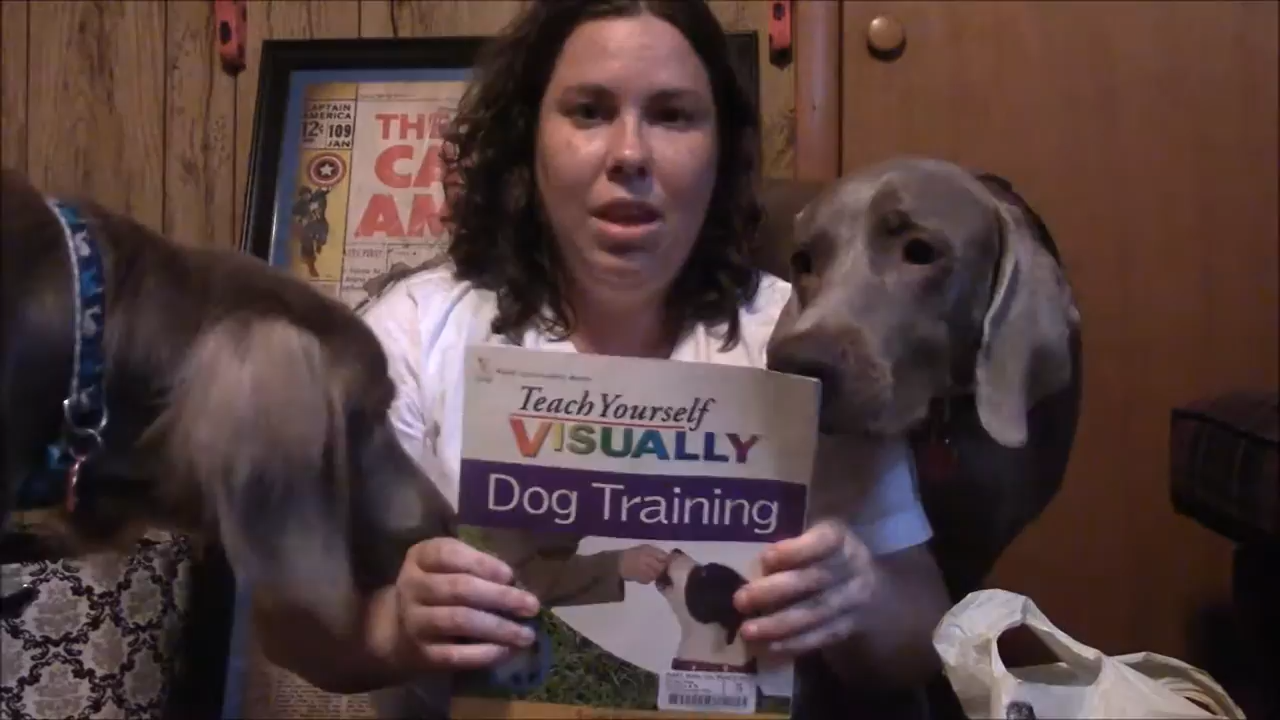 CAPTAIN
AMERICA
12¢ 109
JAN
THE
CA
AM
Teach Yourself
VISUALLY
Dog Training